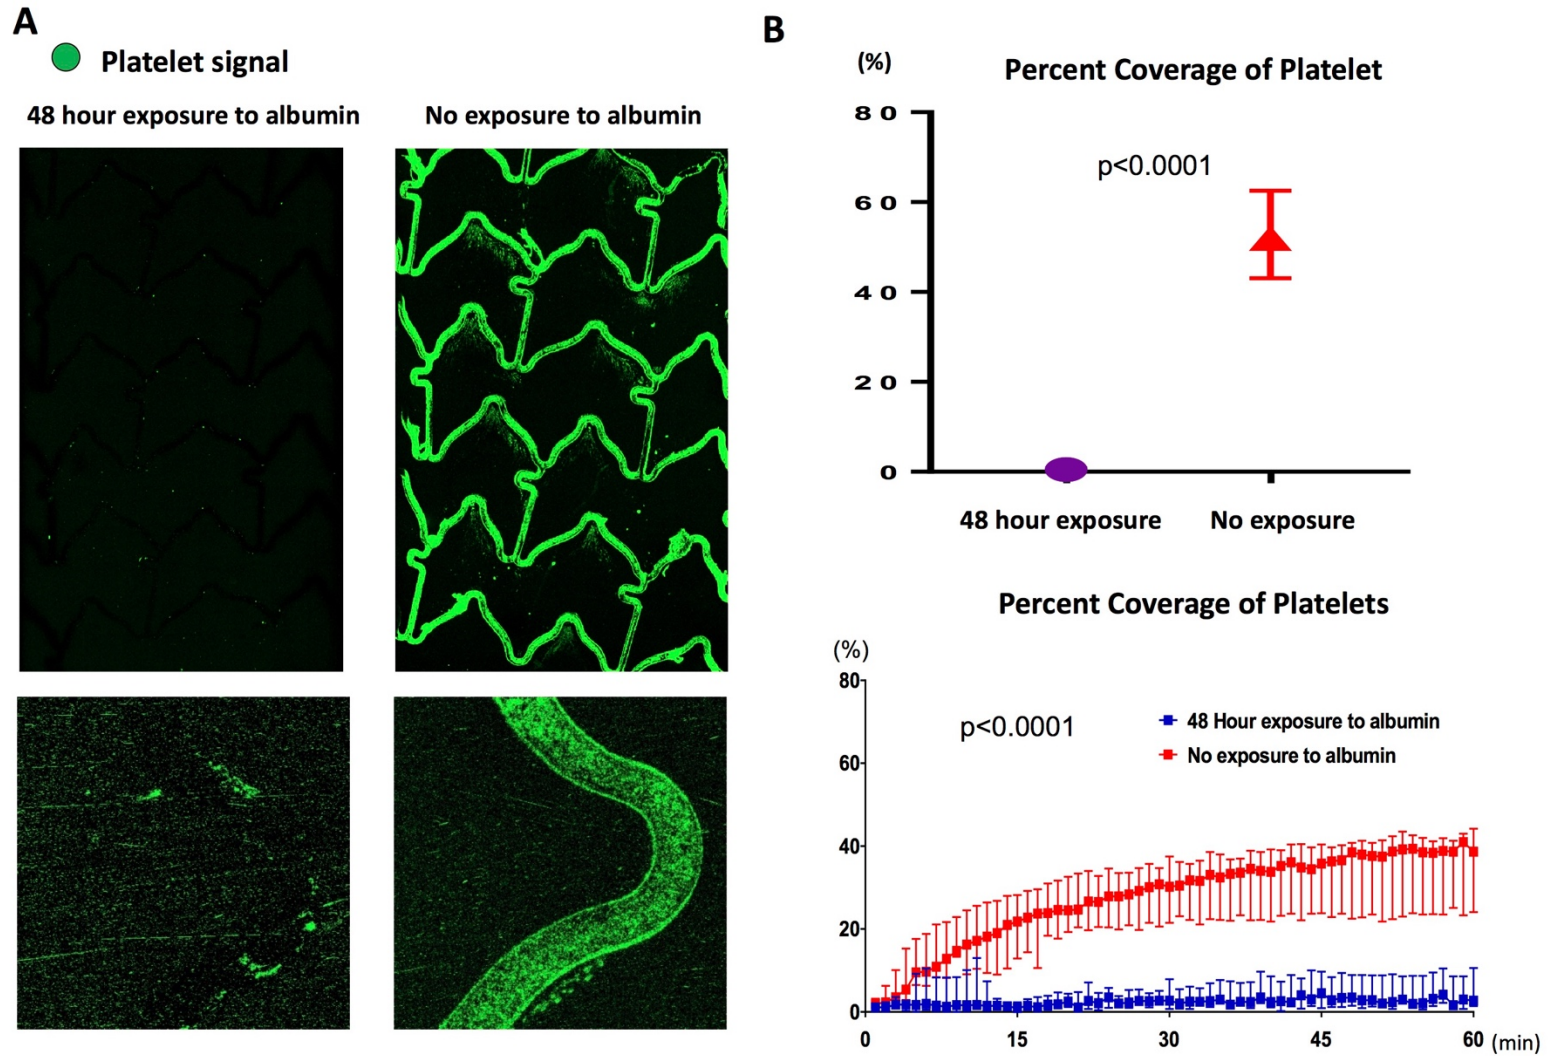 A
Platelet signal
48 hour exposure to albumin
No exposure to albumin
B
(%)
Percent Coverage of Platelet
80
p<0.0001
60
40
20
0
48 hour exposure
No exposure
Percent Coverage of Platelets
(%)
80
p<0.0001
48 Hour exposure to albumin
No exposure to albumin
60
40
20
0
0
15
30
45
60
(min)